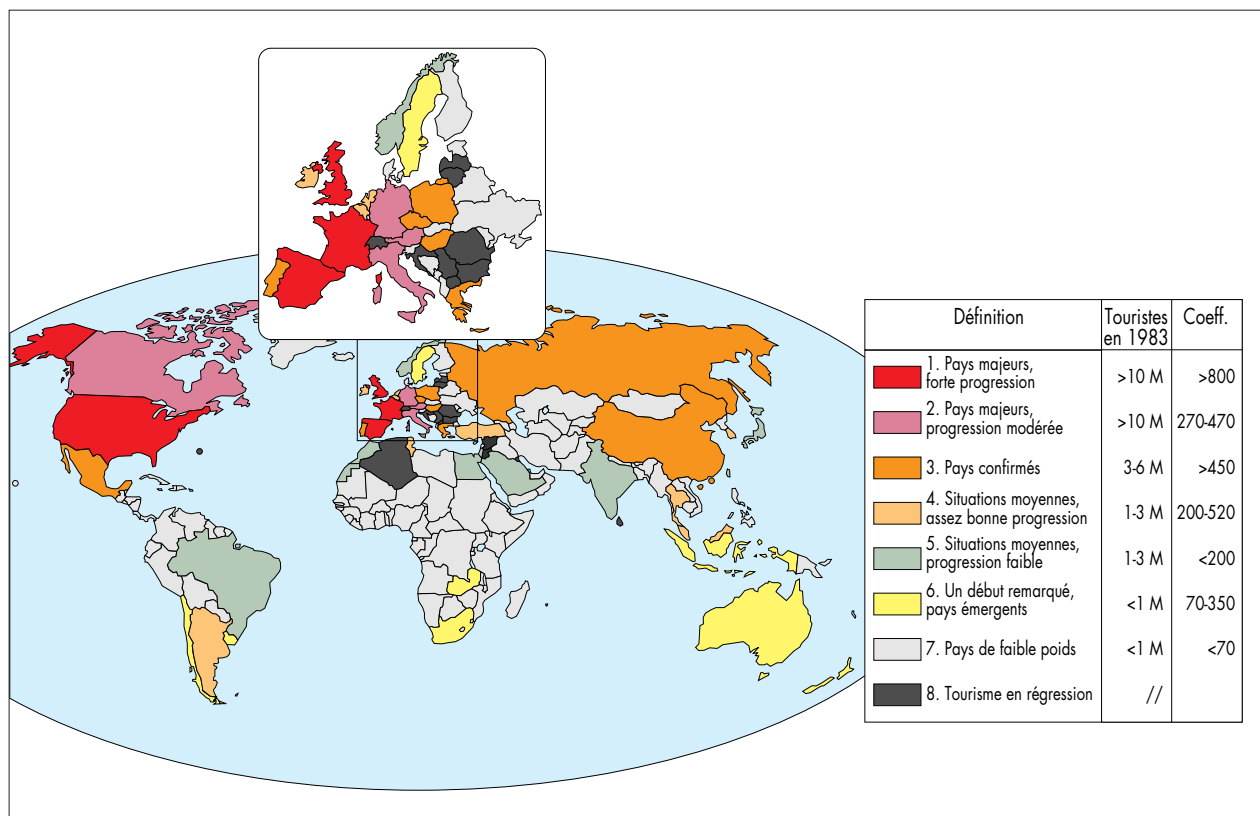 Définition
Touristes
en 1983
Coeff.
1. Pays majeurs,
forte progression
>10 M
>800
2. Pays majeurs,
progression modérée
>10 M
270-470
3. Pays confirmés
3-6 M
>450
4. Situations moyennes,
assez bonne progression
1-3 M
200-520
5. Situations moyennes,
progression faible
1-3 M
<200
6. Un début remarqué,
pays émergents
<1 M
70-350
7. Pays de faible poids
<1 M
<70
8. Tourisme en régression
//